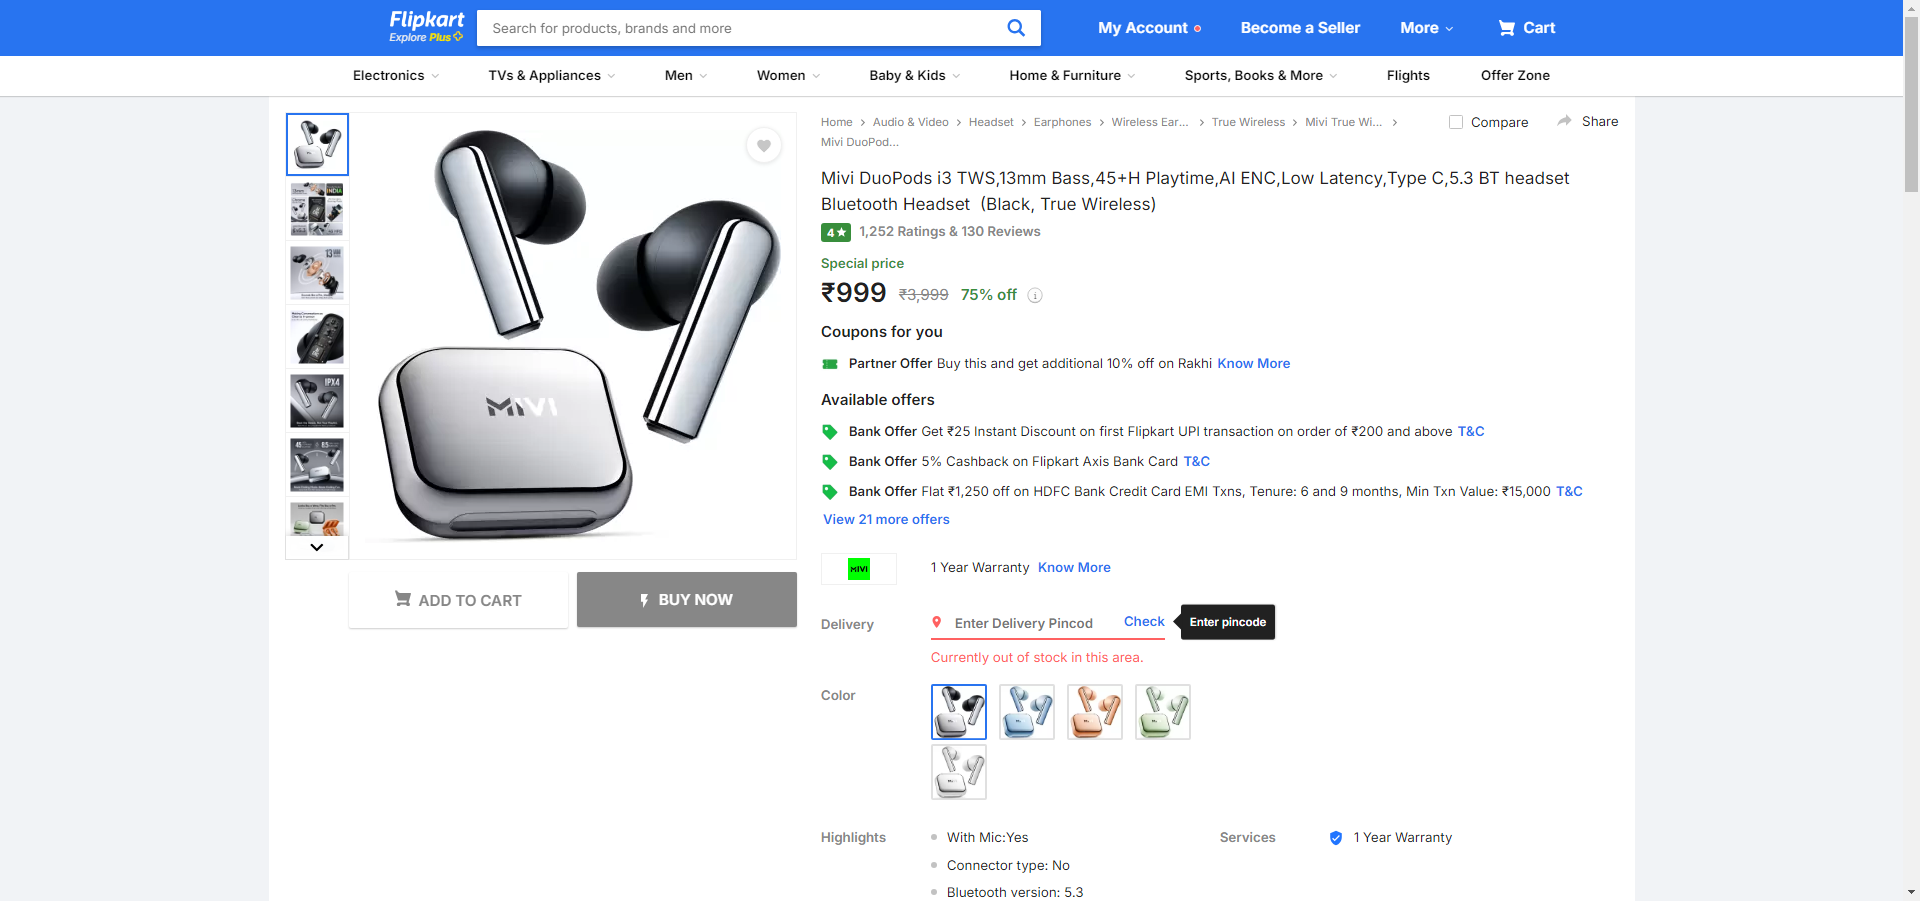 Flipkart
Explore Plus
Search for products, brands and more
My Account
Become a Seller
More
Cart
Electronics
TVs & Appliances
Men
Women
Baby & Kids
Home & Furniture
Sports, Books & More
Flights
Offer Zone
Home
Audio & Video
Headset
Earphones
Wireless Ear...
True Wireless
Mivi True Wi...
Mivi DuoPod...
Compare
Share
Mivi DuoPods i3 TWS,13mm Bass,45+H Playtime,AI ENC,Low Latency,Type C,5.3 BT headset
Bluetooth Headset (Black, True Wireless)
4★ 1,252 Ratings & 130 Reviews
Special price
₹999 ₹3,999 75% off
Coupons for you
Partner Offer Buy this and get additional 10% off on Rakhi Know More
Available offers
Bank Offer Get ₹25 Instant Discount on first Flipkart UPI transaction on order of ₹200 and above T&C
Bank Offer 5% Cashback on Flipkart Axis Bank Card T&C
Bank Offer Flat ₹1,250 off on HDFC Bank Credit Card EMI Txns, Tenure: 6 and 9 months, Min Txn Value: ₹15,000 T&C
View 21 more offers
MIVI
1 Year Warranty Know More
Delivery
Enter Delivery Pincod
Check
Enter pincode
Currently out of stock in this area.
Color
Highlights
With Mic:Yes
Connector type: No
Bluetooth version: 5.3
Services
1 Year Warranty
MIVI
IPX4
ADD TO CART
BUY NOW